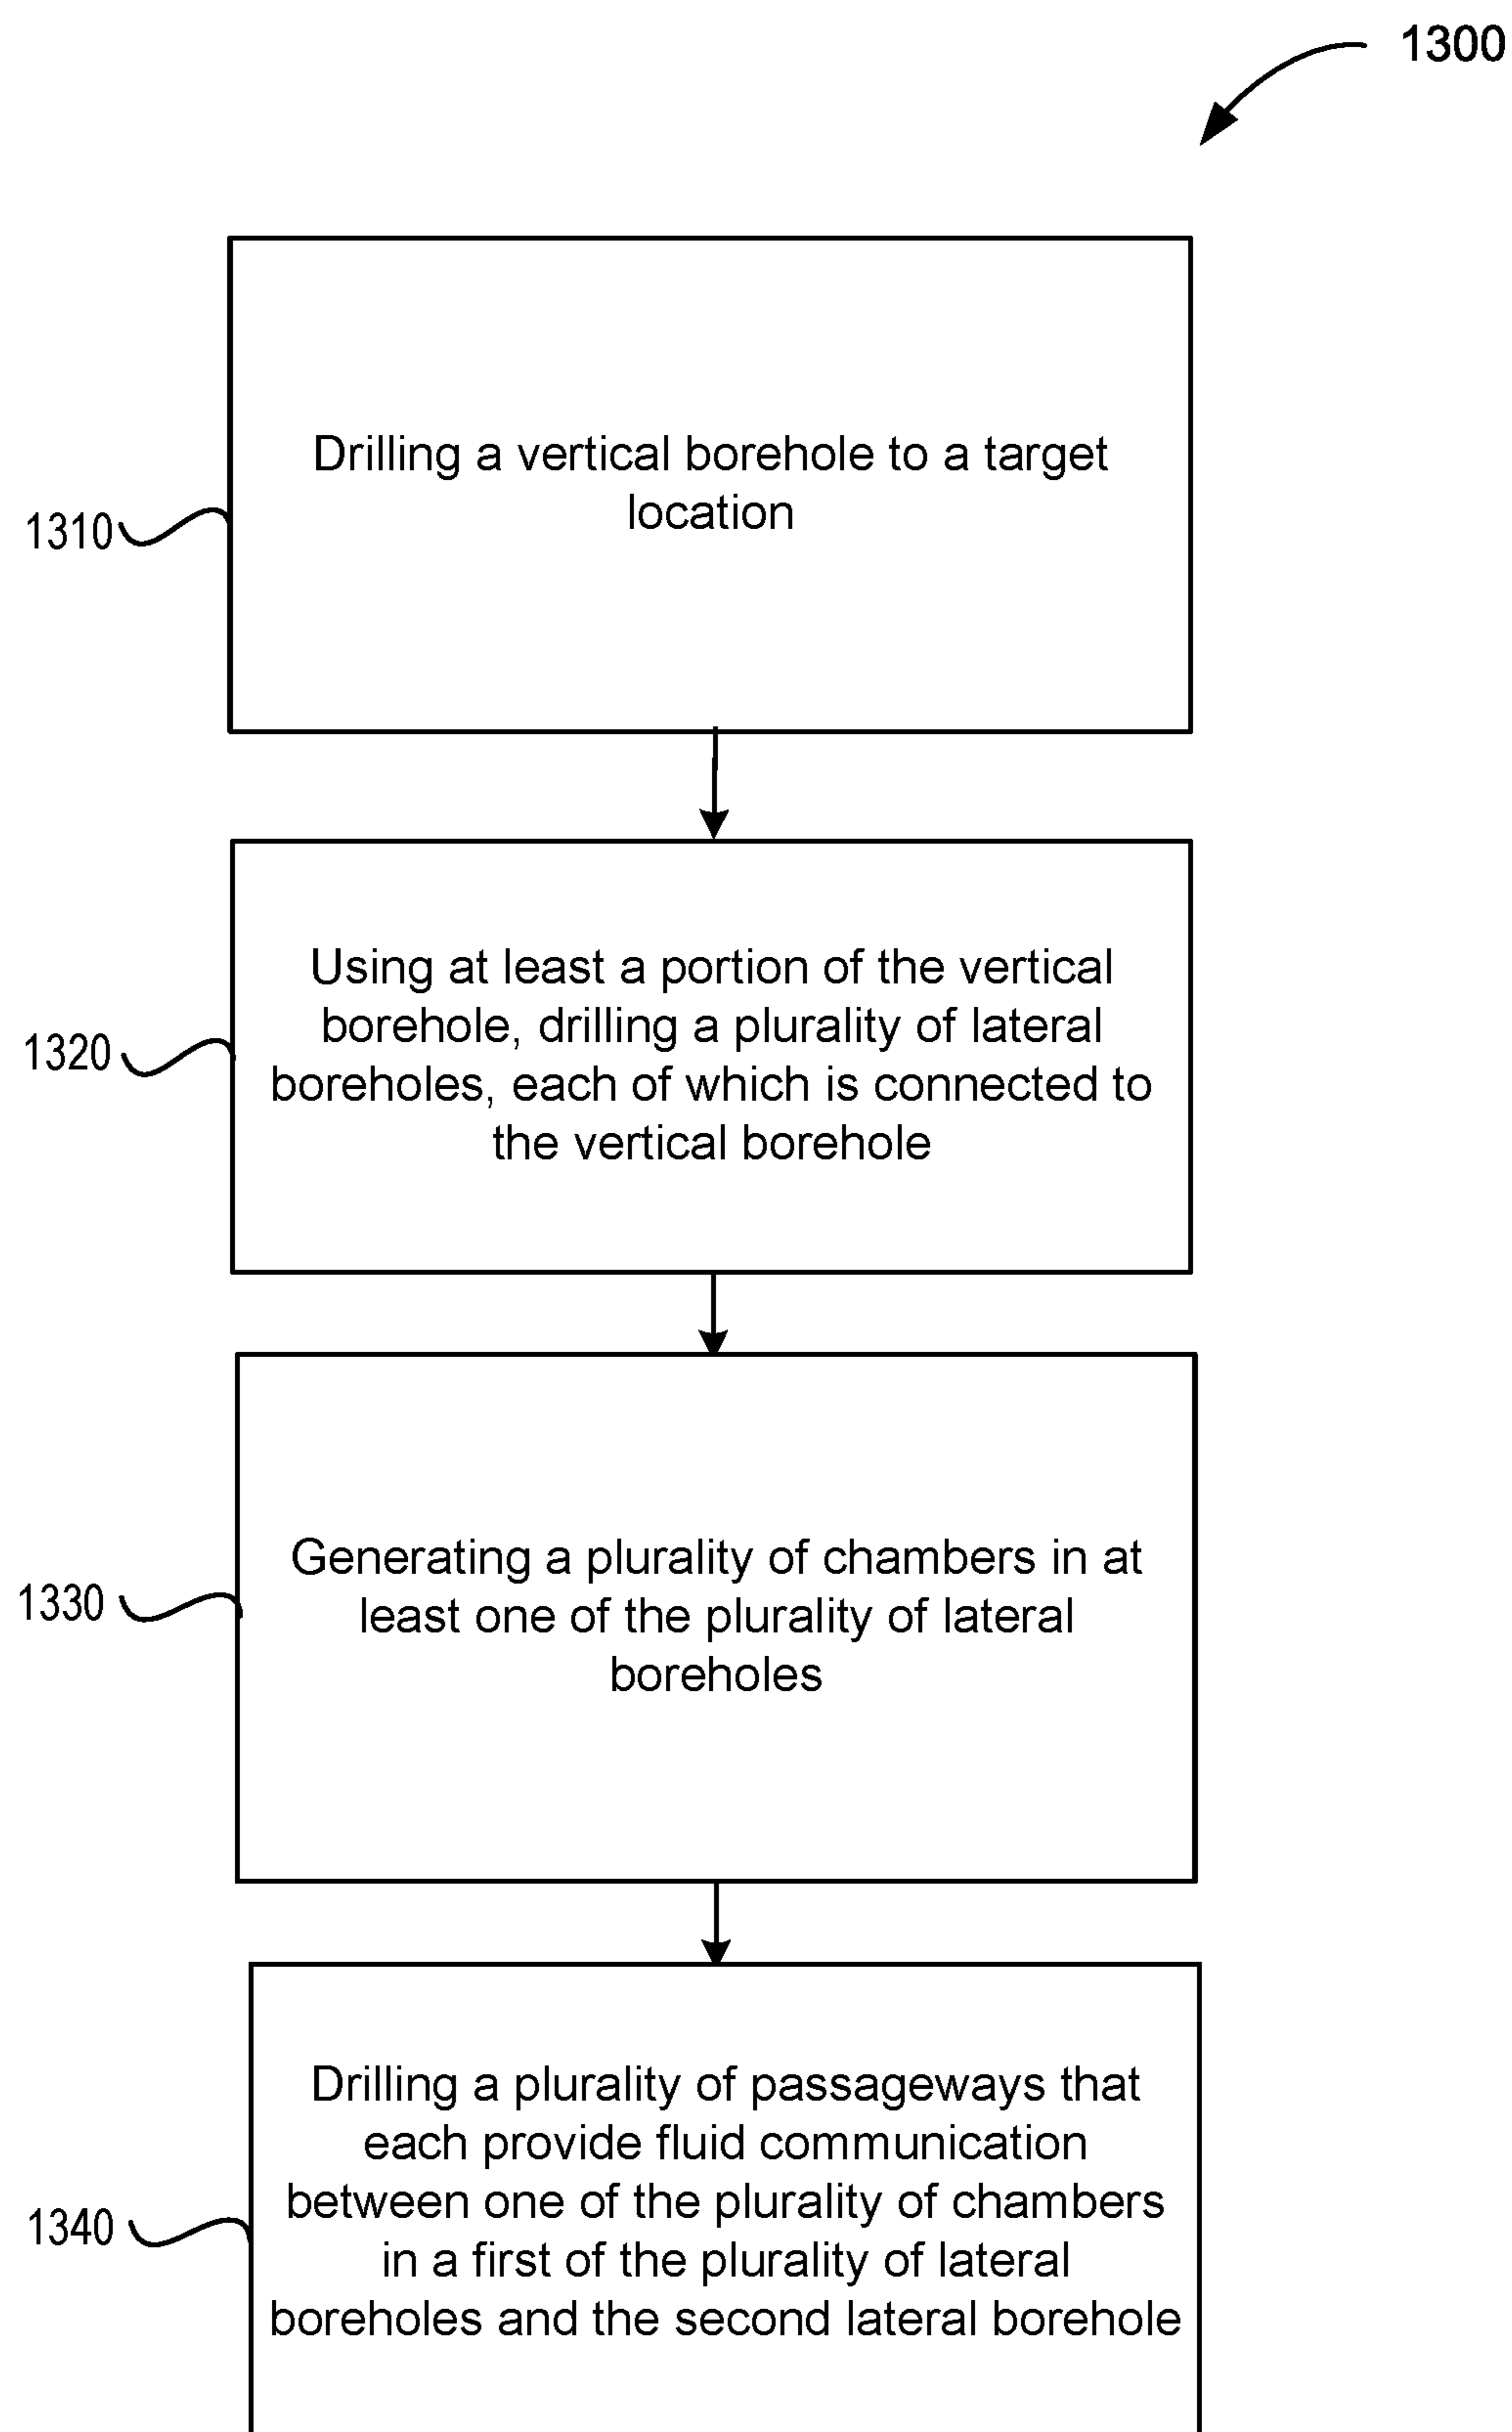 1300
Drilling a vertical borehole to a target
location
1310
Using at least a portion of the vertical
borehole, drilling a plurality of lateral
boreholes, each of which is connected to
the vertical borehole
1320
Generating a plurality of chambers in at
least one of the plurality of lateral
boreholes
1330
Drilling a plurality of passageways that
each provide fluid communication
between one of the plurality of chambers
in a first of the plurality of lateral
boreholes and the second lateral borehole
1340